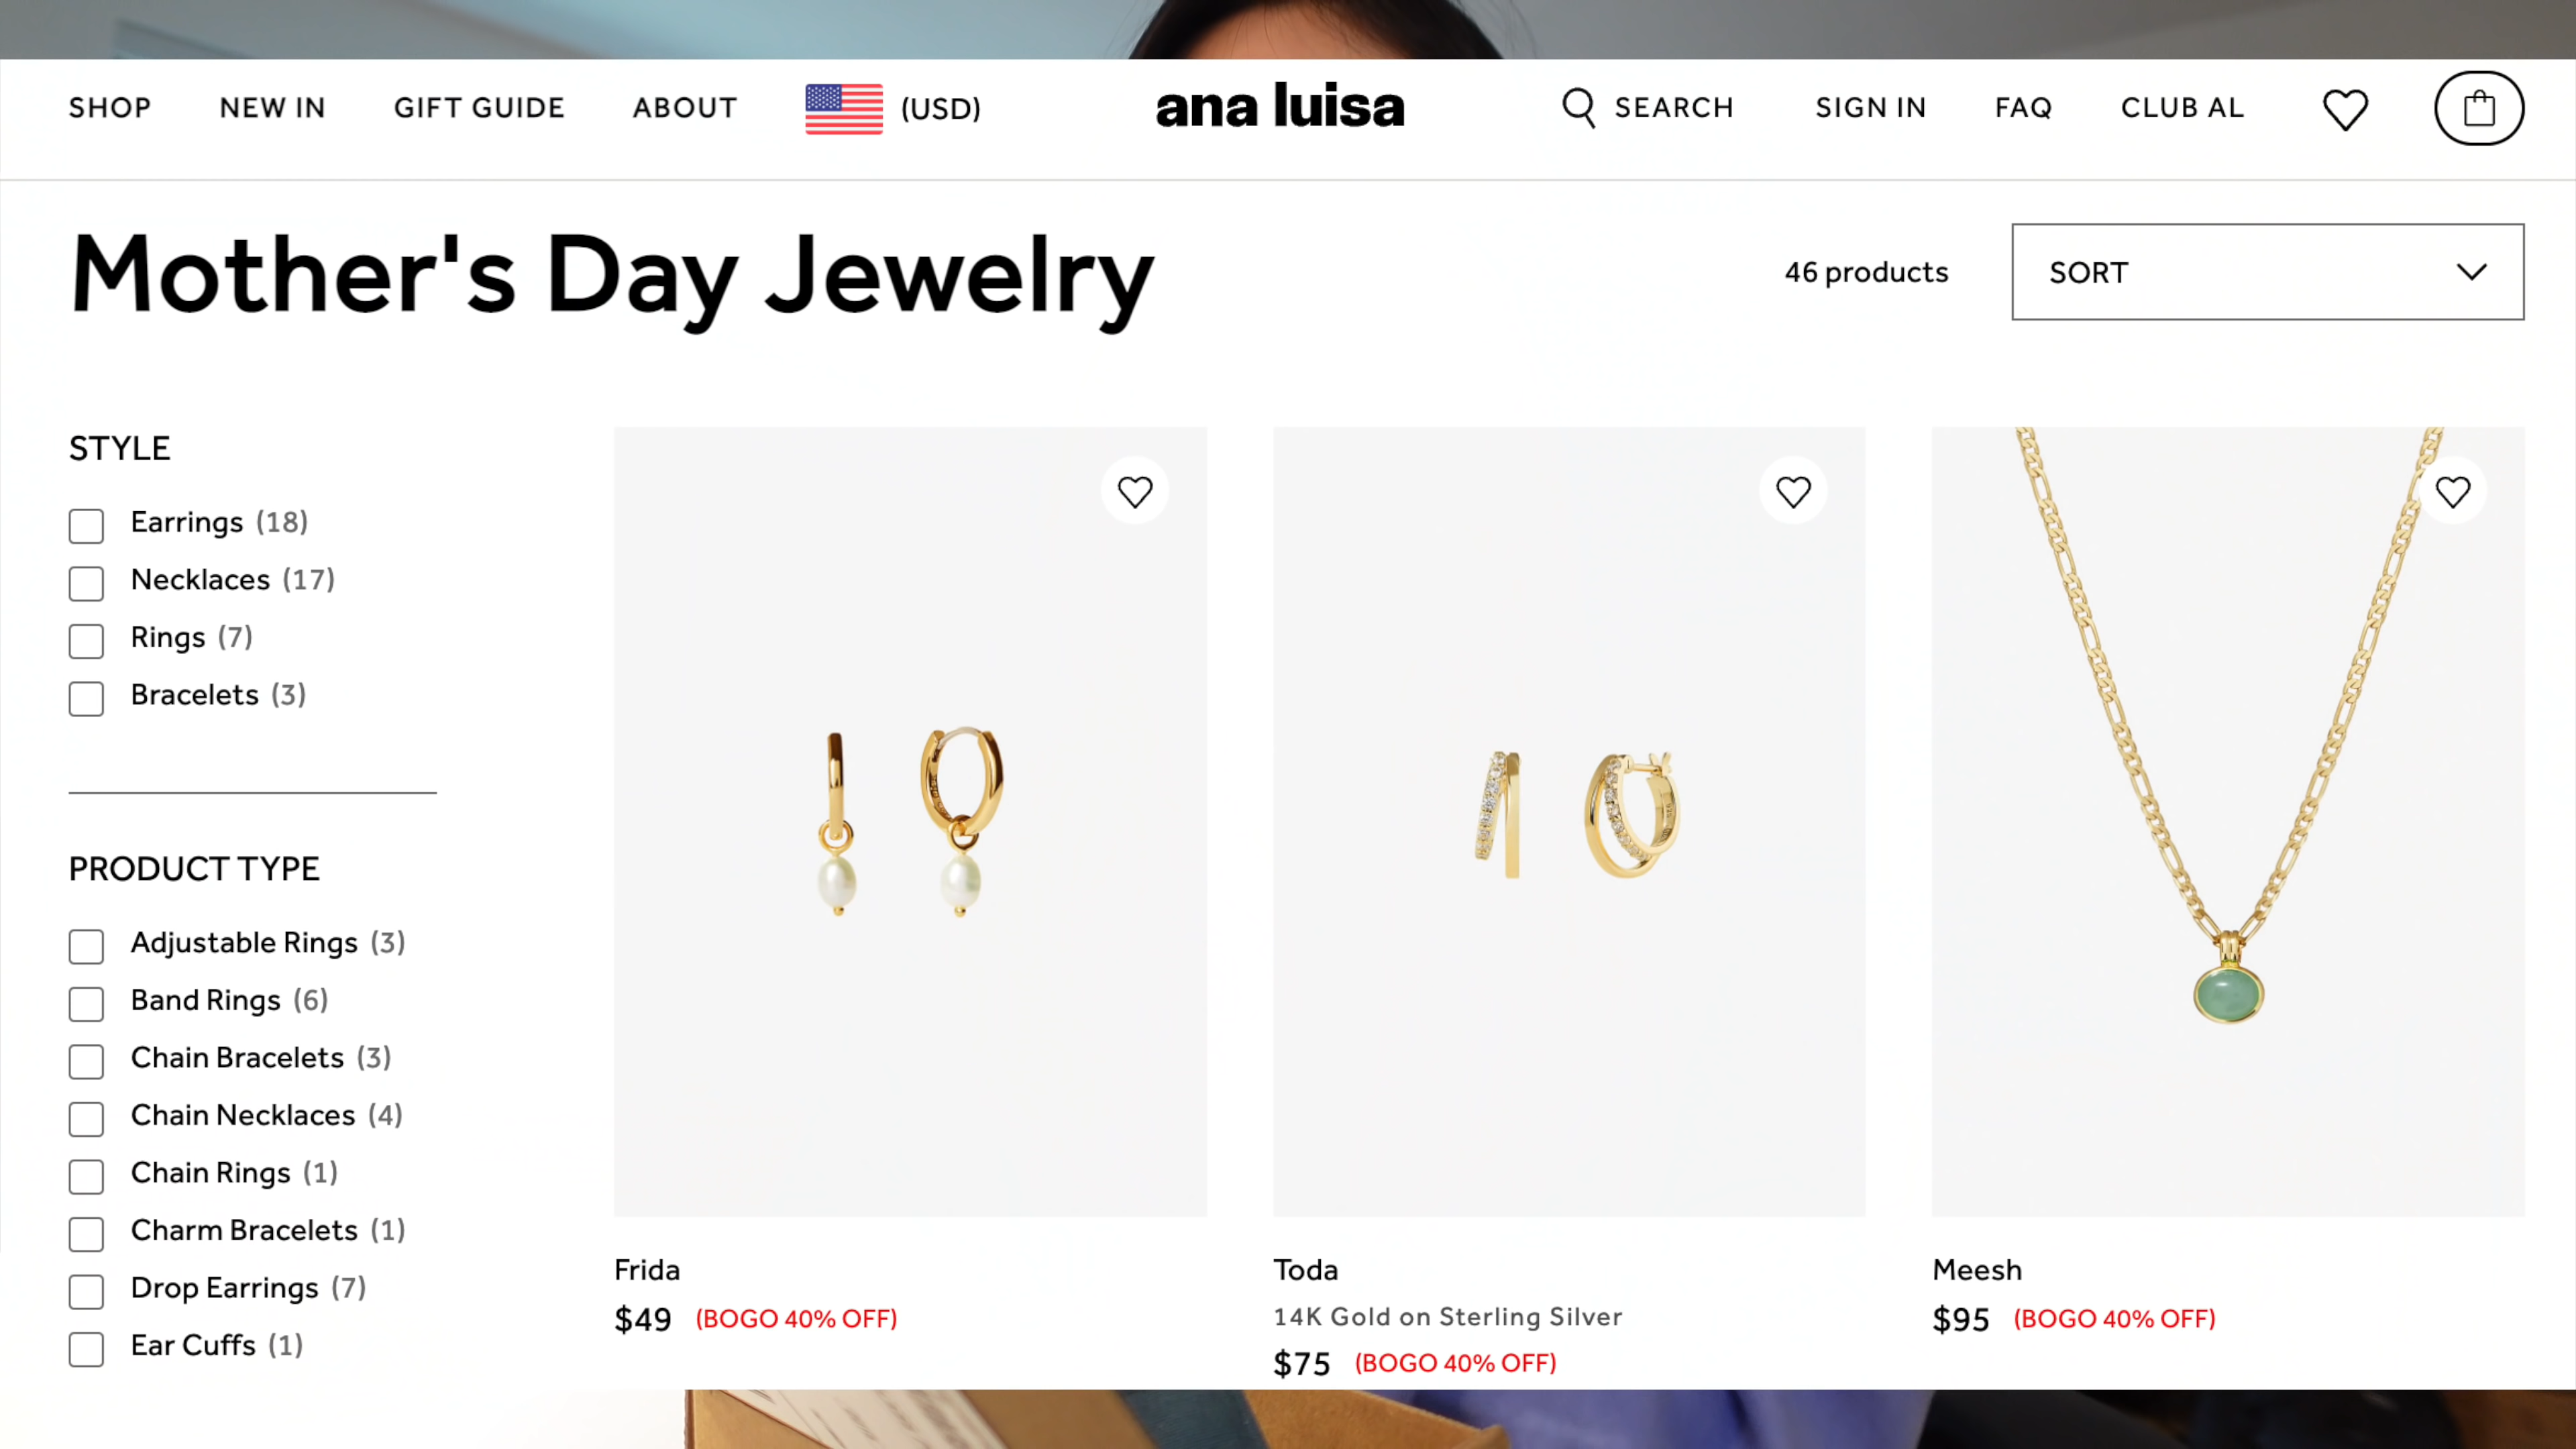 SHOP NEW IN GIFT GUIDE ABOUT (USD) ana luisa SEARCH SIGN IN FAQ CLUB AL
Mother's Day Jewelry
46 products
SORT
STYLE
Earrings (18)
Necklaces (17)
Rings (7)
Bracelets (3)
PRODUCT TYPE
Adjustable Rings (3)
Band Rings (6)
Chain Bracelets (3)
Chain Necklaces (4)
Chain Rings (1)
Charm Bracelets (1)
Drop Earrings (7)
Ear Cuffs (1)
Frida
$49 (BOGO 40% OFF)
Toda
14K Gold on Sterling Silver
$75 (BOGO 40% OFF)
Meesh
$95 (BOGO 40% OFF)